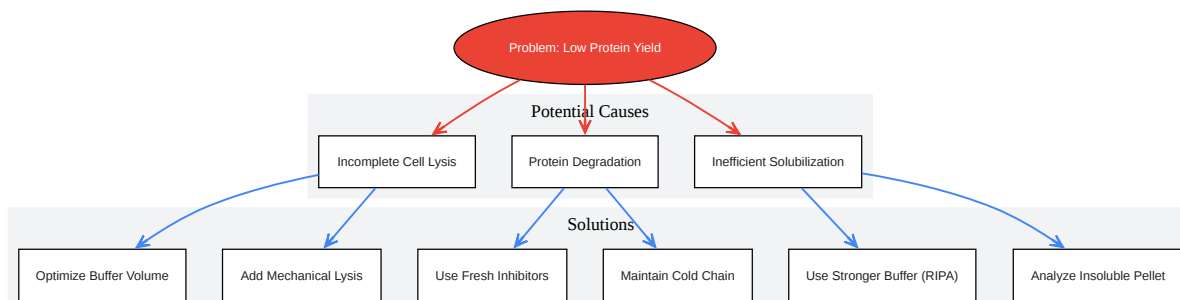 Problem: Low Protein Yield
Potential Causes
Incomplete Cell Lysis
Protein Degradation
Inefficient Solubilization
Solutions
Optimize Buffer Volume
Add Mechanical Lysis
Use Fresh Inhibitors
Maintain Cold Chain
Use Stronger Buffer (RIPA)
Analyze Insoluble Pellet